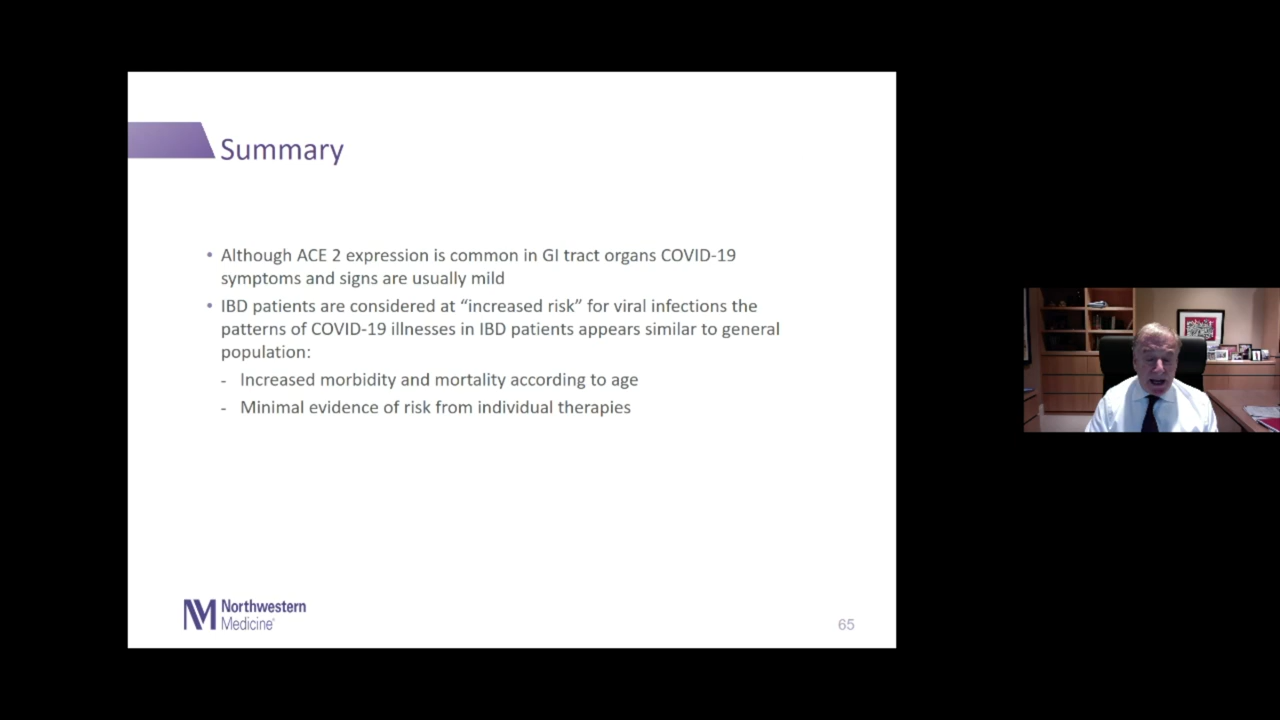 Summary
• Although ACE 2 expression is common in GI tract organs COVID-19
symptoms and signs are usually mild
• IBD patients are considered at “increased risk” for viral infections the
patterns of COVID-19 illnesses in IBD patients appears similar to general
population:
- Increased morbidity and mortality according to age
- Minimal evidence of risk from individual therapies
NM Northwestern
Medicine®
65